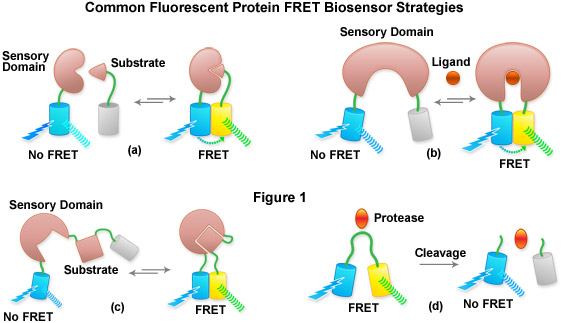 Common Fluorescent Protein FRET Biosensor Strategies
Sensory
Domain
Substrate
No FRET
(a)
FRET
Sensory Domain
Ligand
No FRET
(b)
FRET
Figure 1
Sensory Domain
Substrate
No FRET
(c)
FRET
Protease
Cleavage
FRET
(d)
No FRET